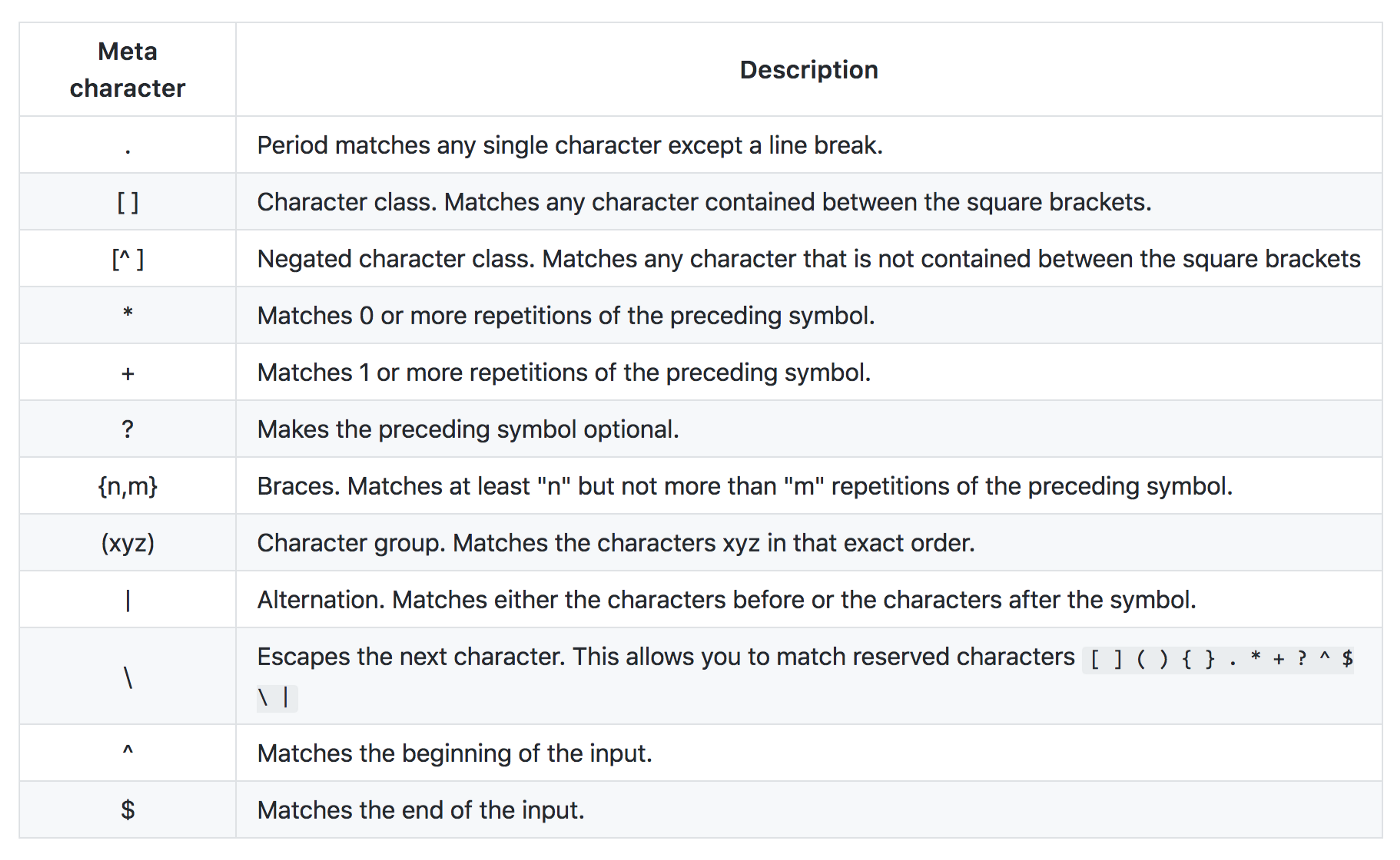 Meta
character
Description
.
Period matches any single character except a line break.
[ ]
Character class. Matches any character contained between the square brackets.
[^ ]
Negated character class. Matches any character that is not contained between the square brackets
*
Matches 0 or more repetitions of the preceding symbol.
+
Matches 1 or more repetitions of the preceding symbol.
?
Makes the preceding symbol optional.
{n,m}
Braces. Matches at least "n" but not more than "m" repetitions of the preceding symbol.
(xyz)
Character group. Matches the characters xyz in that exact order.
|
Alternation. Matches either the characters before or the characters after the symbol.
\
Escapes the next character. This allows you to match reserved characters [ ] ( ) { } . * + ? ^ $
\ |
^
Matches the beginning of the input.
$
Matches the end of the input.